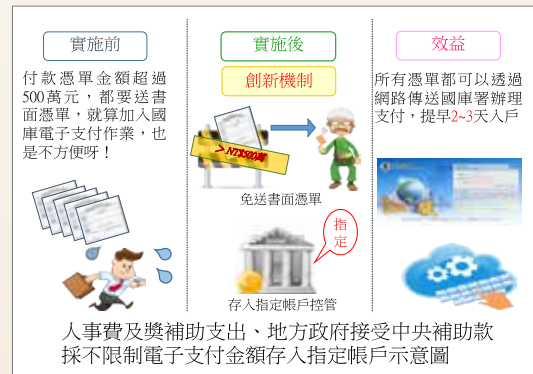 實施前
付款憑單金額超過
500萬元，都要送書
面憑單，就算加入國
庫電子支付作業，也
是不方便呀！
實施後
創新機制
＞NT$500萬
免送書面憑單
指定
存入指定帳戶控管
效益
所有憑單都可以透過
網路傳送國庫署辦理
支付，提早2~3天入戶
人事費及獎補助支出、地方政府接受中央補助款
採不限制電子支付金額存入指定帳戶示意圖